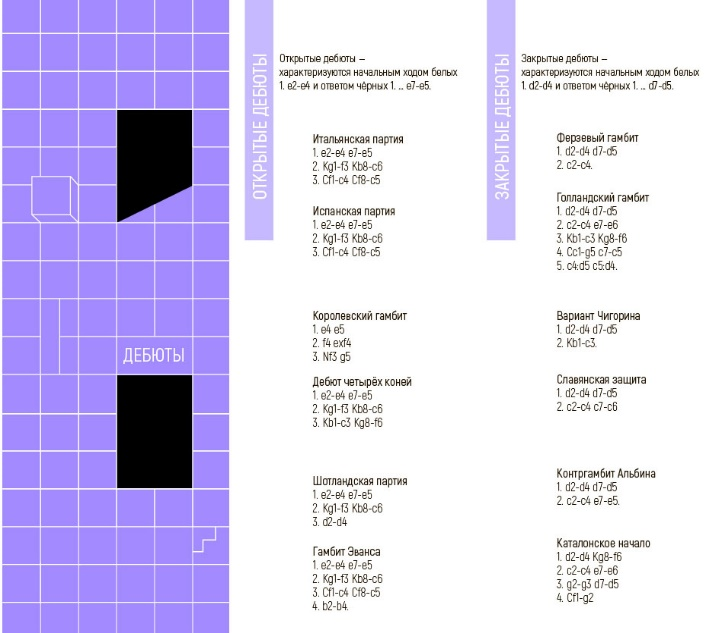 ДЕБЮТЫ
ОТКРЫТЫЕ ДЕБЮТЫ
Открытые дебюты –
характеризуются начальным ходом белых
1. e2-e4 и ответом чёрных 1. … e7-e5.
Итальянская партия
1. e2-e4 e7-e5
2. Kg1-f3 Kb8-c6
3. Cf1-c4 Cf8-c5
Испанская партия
1. e2-e4 e7-e5
2. Kg1-f3 Kb8-c6
3. Cf1-c4 Cf8-c5
Королевский гамбит
1. e4 e5
2. f4 exf4
3. Nf3 g5
Дебют четырёх коней
1. e2-e4 e7-e5
2. Kg1-f3 Kb8-c6
3. Kb1-c3 Kg8-f6
Шотландская партия
1. e2-e4 e7-e5
2. Kg1-f3 Kb8-c6
3. d2-d4
Гамбит Эванса
1. e2-e4 e7-e5
2. Kg1-f3 Kb8-c6
3. Cf1-c4 Cf8-c5
4. b2-b4.
ЗАКРЫТЫЕ ДЕБЮТЫ
Закрытые дебюты –
характеризуются начальным ходом белых
1. d2-d4 и ответом чёрных 1. … d7-d5.
Ферзевый гамбит
1. d2-d4 d7-d5
2. c2-c4.
Голландский гамбит
1. d2-d4 d7-d5
2. c2-c4 e7-e6
3. Kb1-c3 Kg8-f6
4. Cc1-g5 c7-c5
5. c4:d5 c5:d4.
Вариант Чигорина
1. d2-d4 d7-d5
2. Kb1-c3.
Славянская защита
1. d2-d4 d7-d5
2. c2-c4 c7-c6
Контргамбит Альбина
1. d2-d4 d7-d5
2. c2-c4 e7-e5.
Каталонское начало
1. d2-d4 Kg8-f6
2. c2-c4 e7-e6
3. g2-g3 d7-d5
4. Cf1-g2